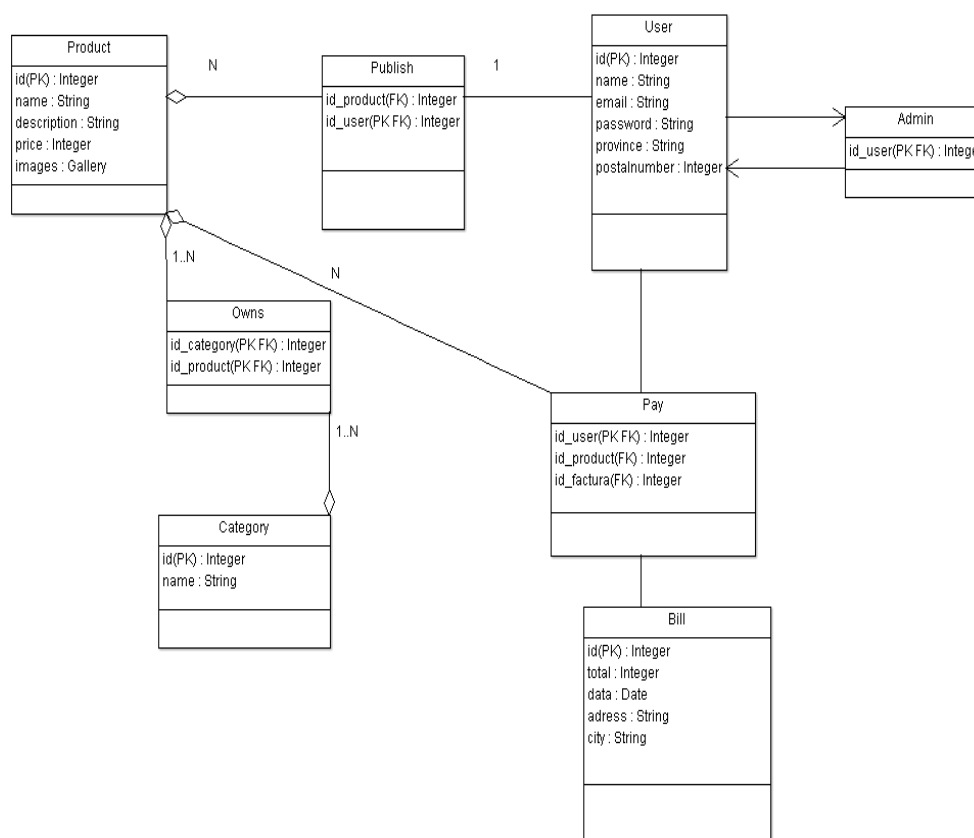 Product
id(PK) : Integer
name : String
description : String
price : Integer
images : Gallery
N
Publish
id_product(FK) : Integer
id_user(PK FK) : Integer
1
User
id(PK) : Integer
name : String
email : String
password : String
province : String
postalnumber : Integer
Admin
id_user(PK FK) : Intege
1..N
N
Owns
id_category(PK FK) : Integer
id_product(PK FK) : Integer
1..N
Category
id(PK) : Integer
name : String
Pay
id_user(PK FK) : Integer
id_product(FK) : Integer
id_factura(FK) : Integer
Bill
id(PK) : Integer
total : Integer
data : Date
adress : String
city : String